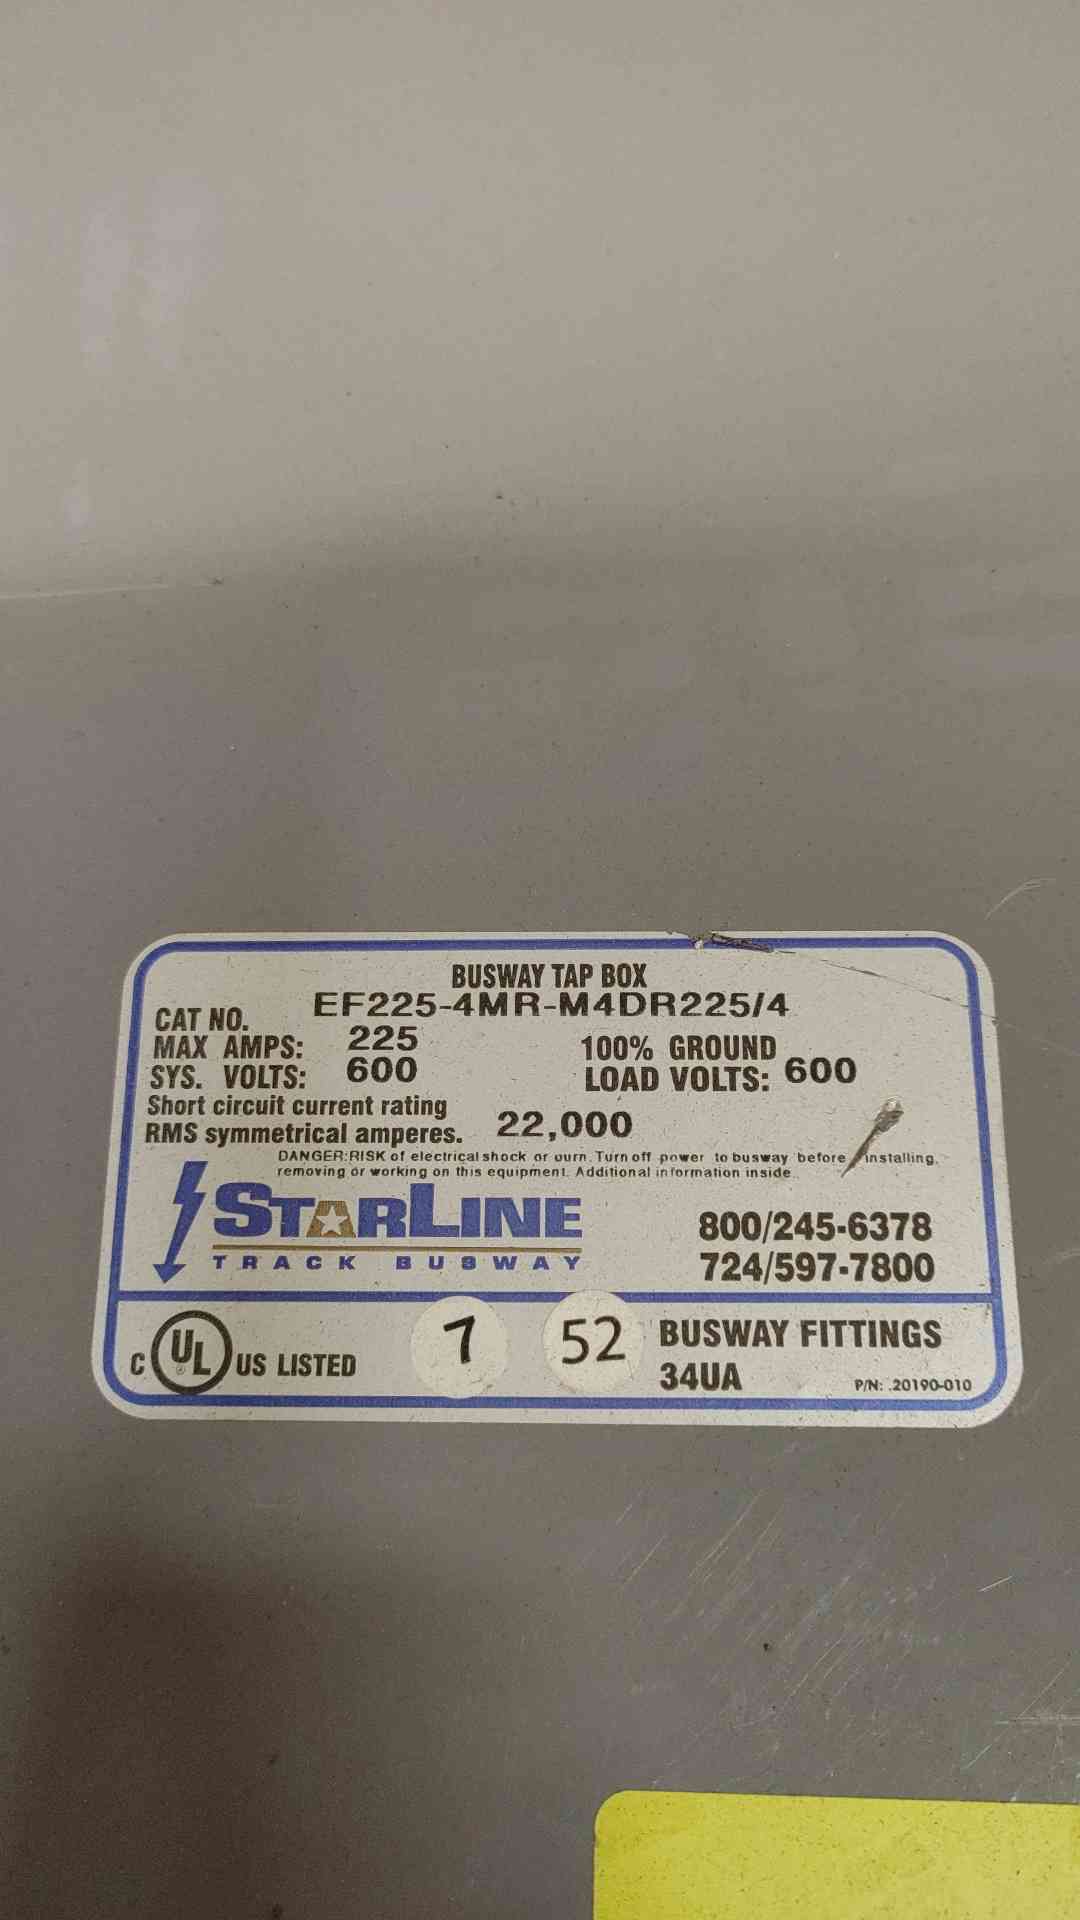 BUSWAY TAP BOX
CAT NO. EF225-4MR-M4DR225/4
MAX AMPS: 225 100% GROUND
SYS. VOLTS: 600 LOAD VOLTS: 600
Short circuit current rating
RMS symmetrical amperes. 22,000
DANGER:RISK of electrical shock or ourn. Turn off power to busway before installing,
removing or working on this equipment. Additional information inside.
STARLINE
TRACK BUSWAY
800/245-6378
724/597-7800
C UL US LISTED
7 52
BUSWAY FITTINGS
34UA
P/N: .20190-010